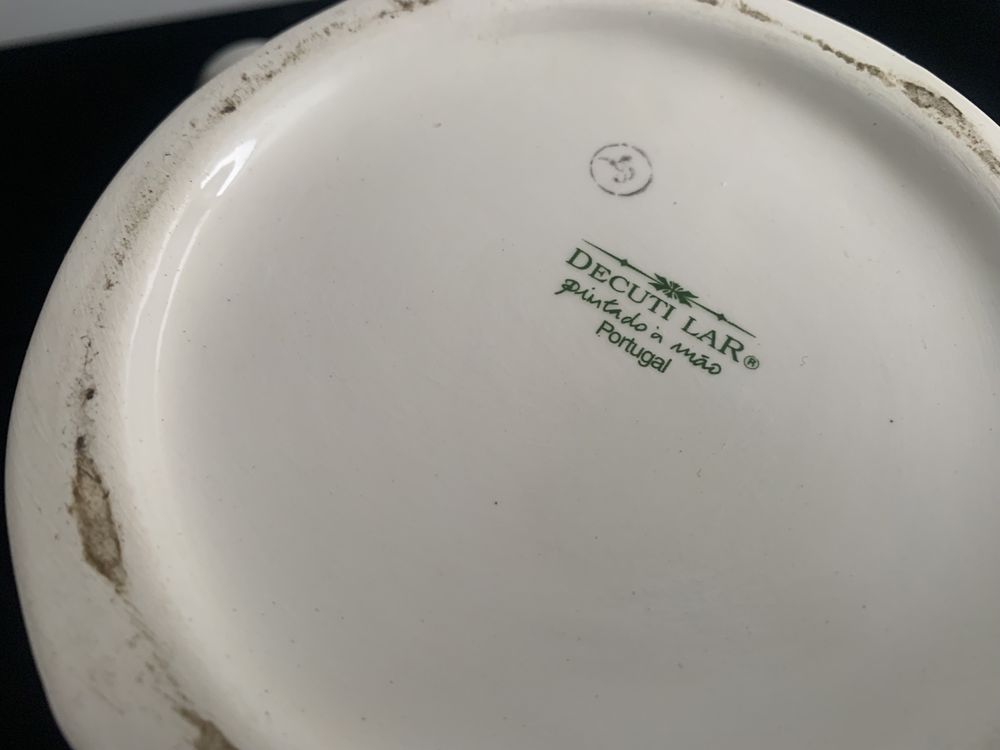 DECUTI LAR®
pintado à mão
Portugal